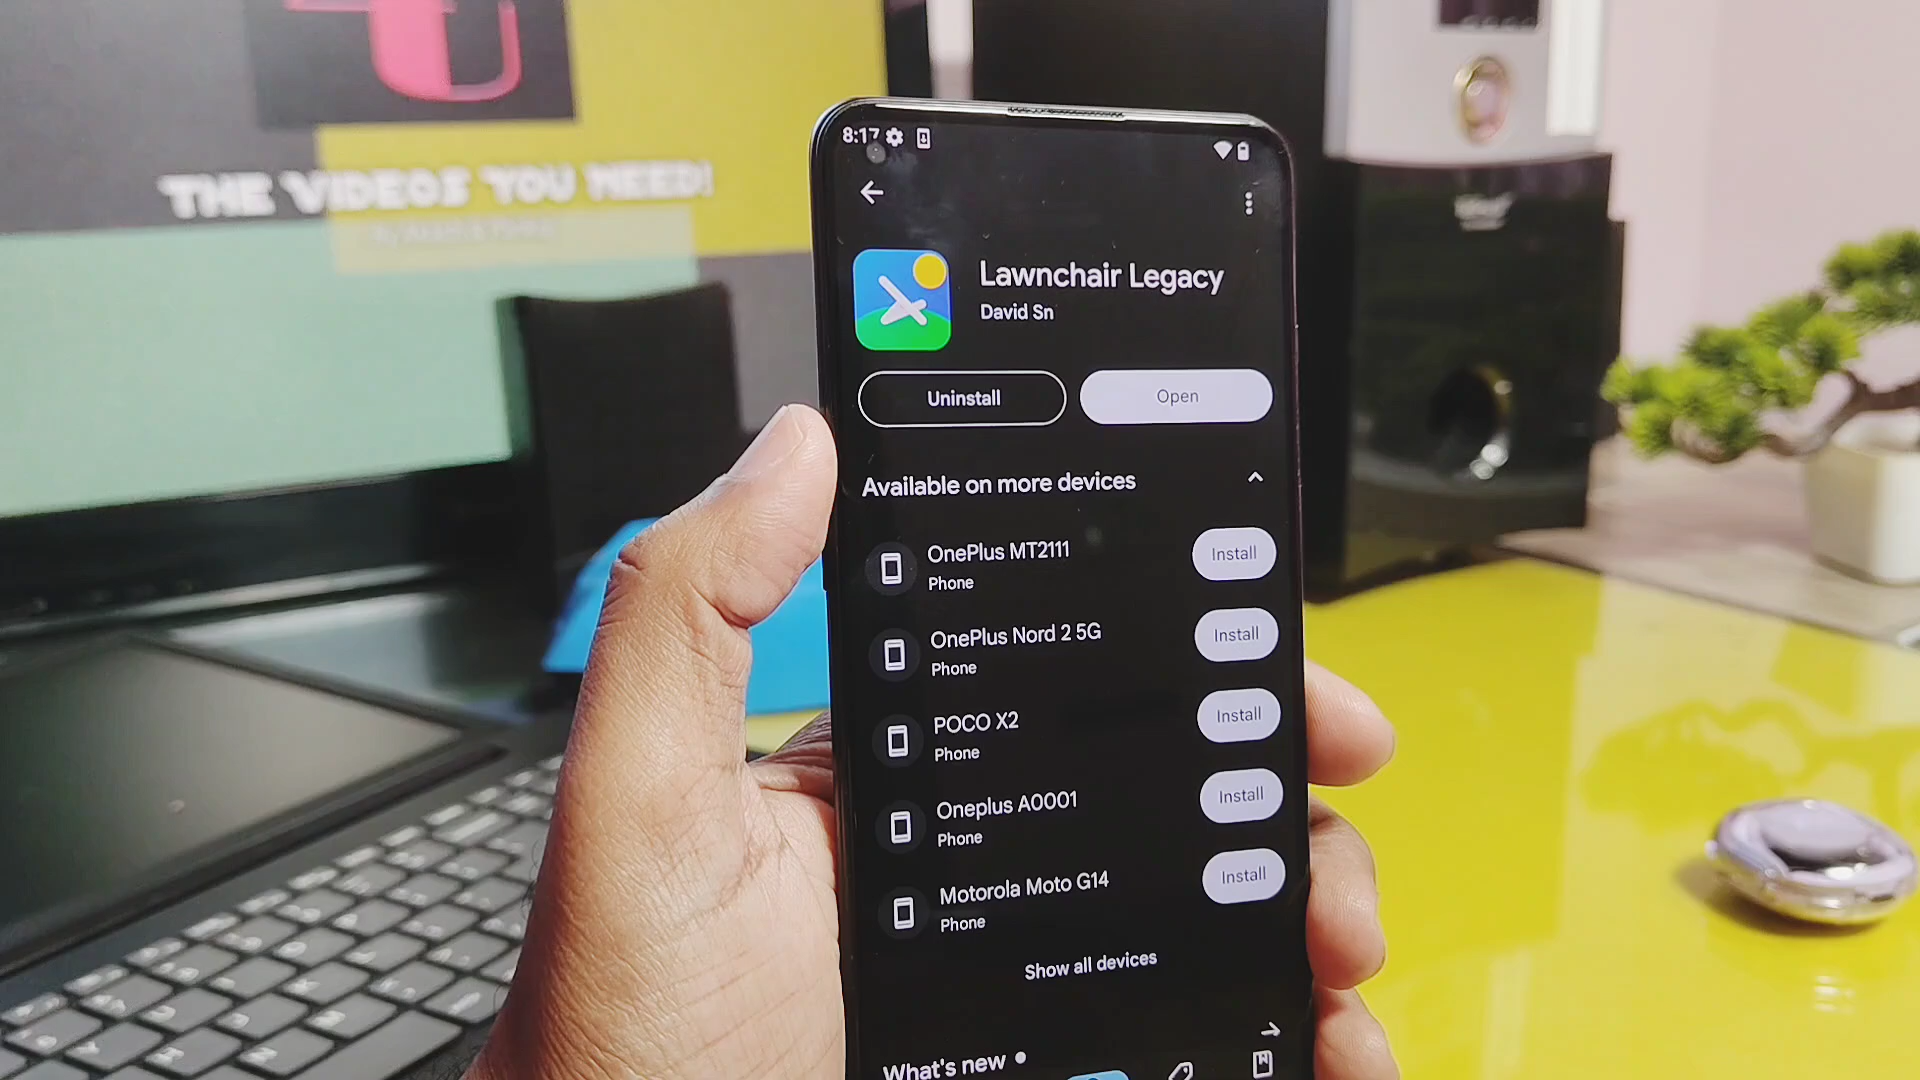 THE VIDEOS YOU NEED!
8:17
Lawnchair Legacy
David Sn
Uninstall
Open
Available on more devices
OnePlus MT2111
Phone
Install
OnePlus Nord 2 5G
Phone
Install
POCO X2
Phone
Install
Oneplus A0001
Phone
Install
Motorola Moto G14
Phone
Install
Show all devices
What's new